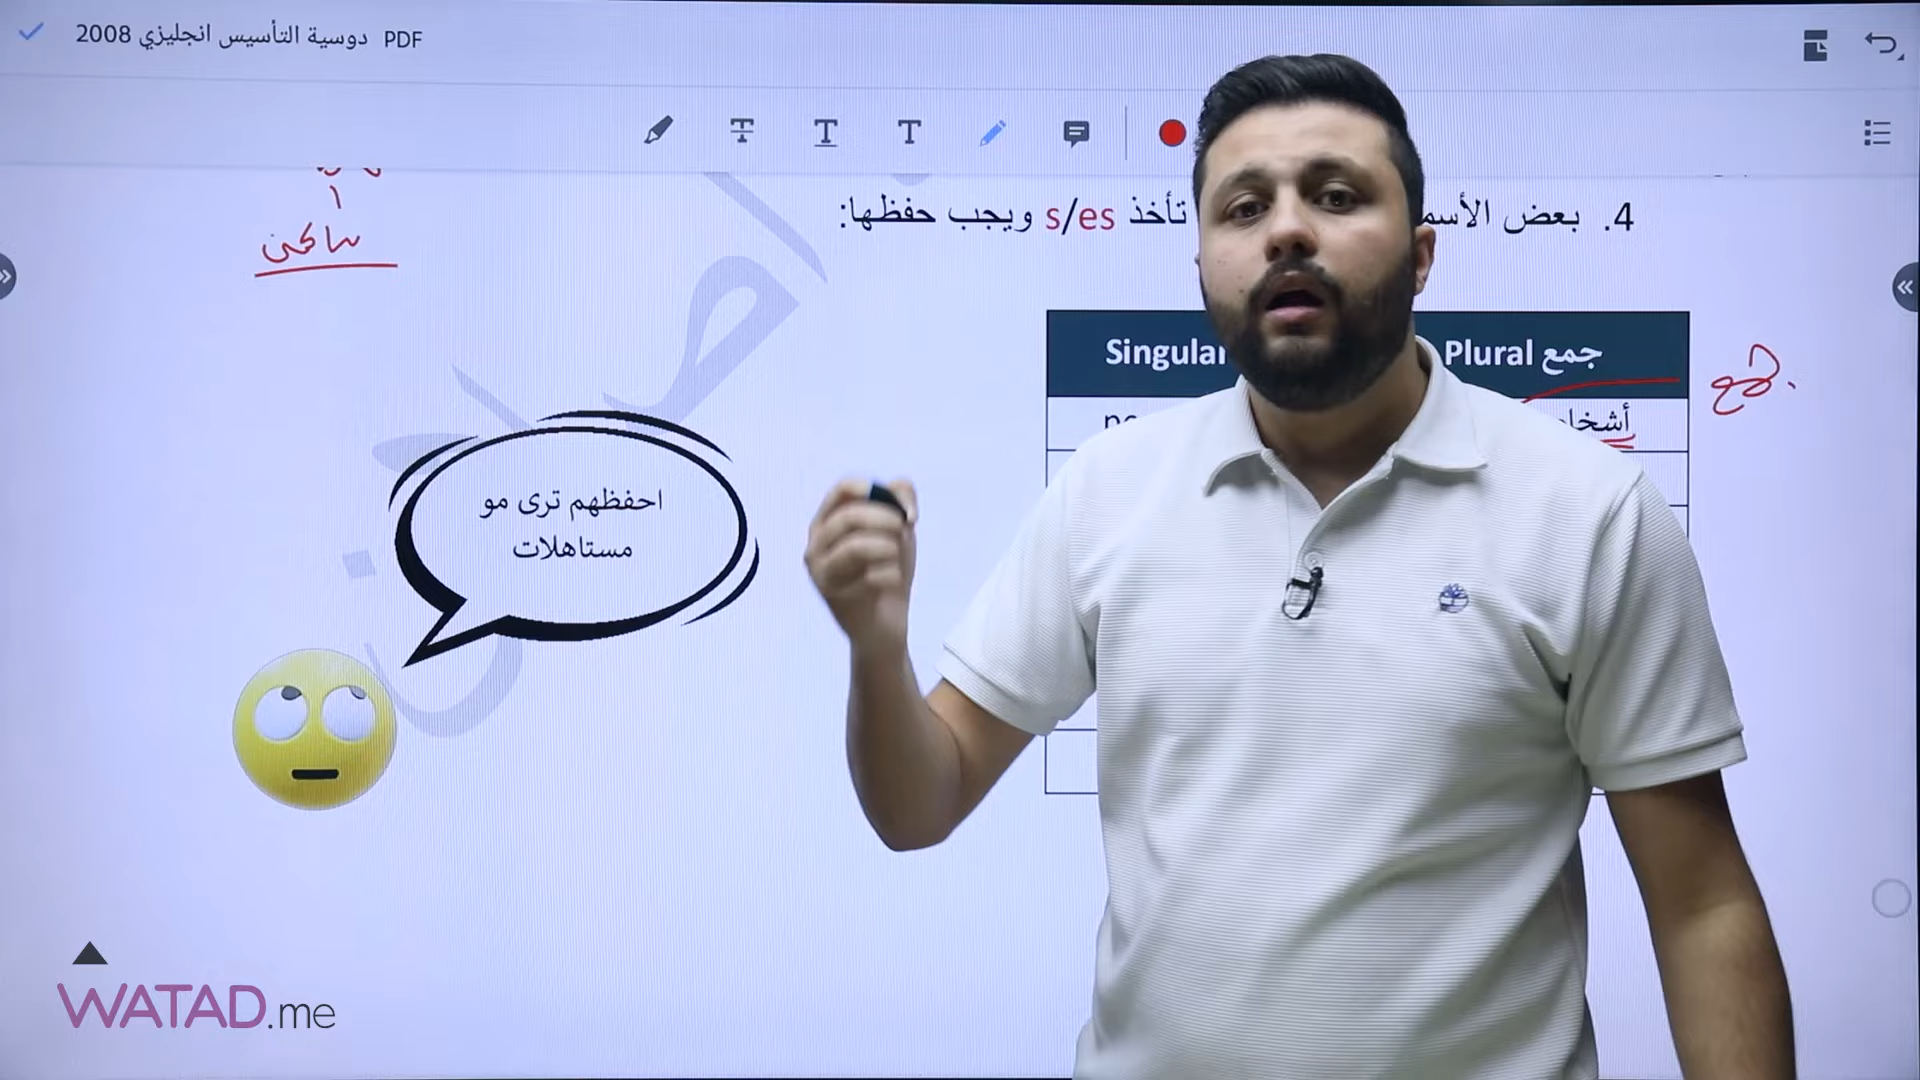 دوسية التأسيس انجليزي 2008 PDF
4. بعض الأسم تأخذ s/es ويجب حفظها:
ساكن
Singular
Plural جمع
جمع
احفظهم ترى مو
مستاهلات
WATAD.me